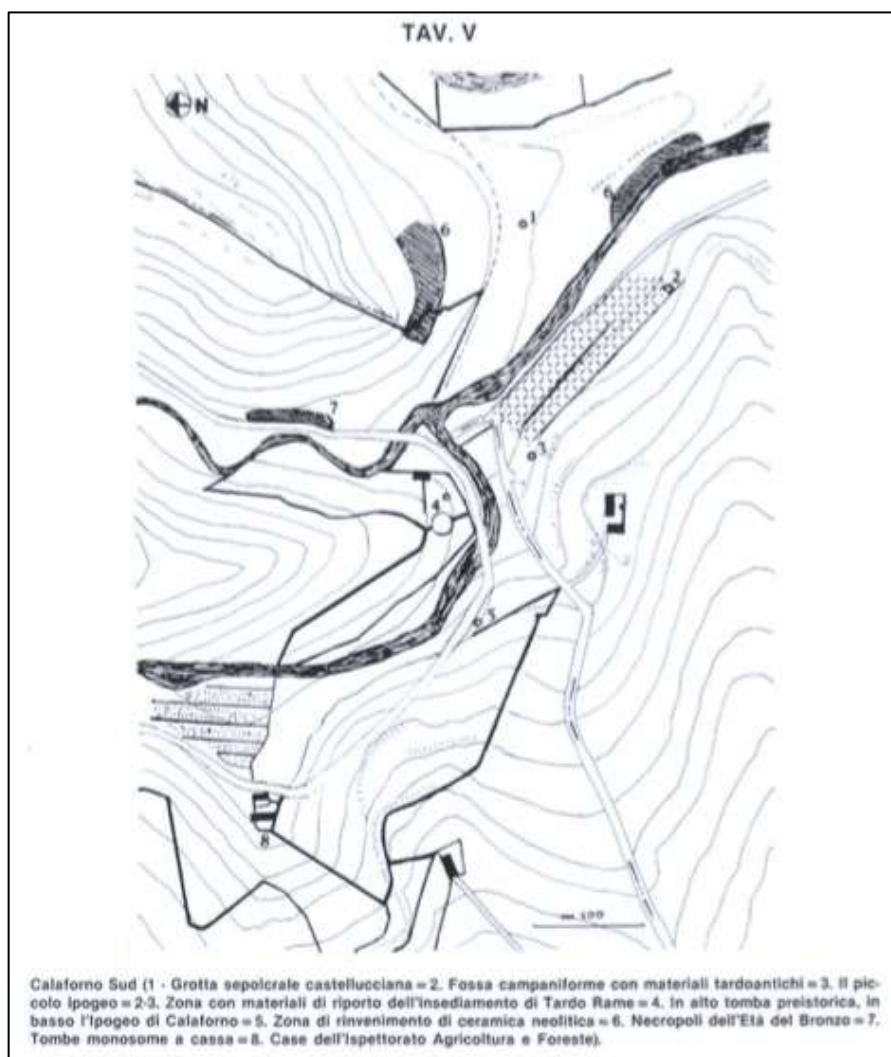 TAV. V
N
1
6
6
2
7
3
4
5
8
m. 100
Calaforno Sud (1 - Grotta sepolcrale castellucciana = 2. Fossa campaniforme con materiali tardoantichi = 3. Il pic-
colo Ipogeo = 2-3. Zona con materiali di riporto dell'insediamento di Tardo Rame = 4. In alto tomba preistorica, in
basso l'Ipogeo di Calaforno = 5. Zona di rinvenimento di ceramica neolitica = 6. Necropoli dell'Età del Bronzo = 7.
Tombe monosome a cassa = 8. Case dell'Ispettorato Agricoltura e Foreste).